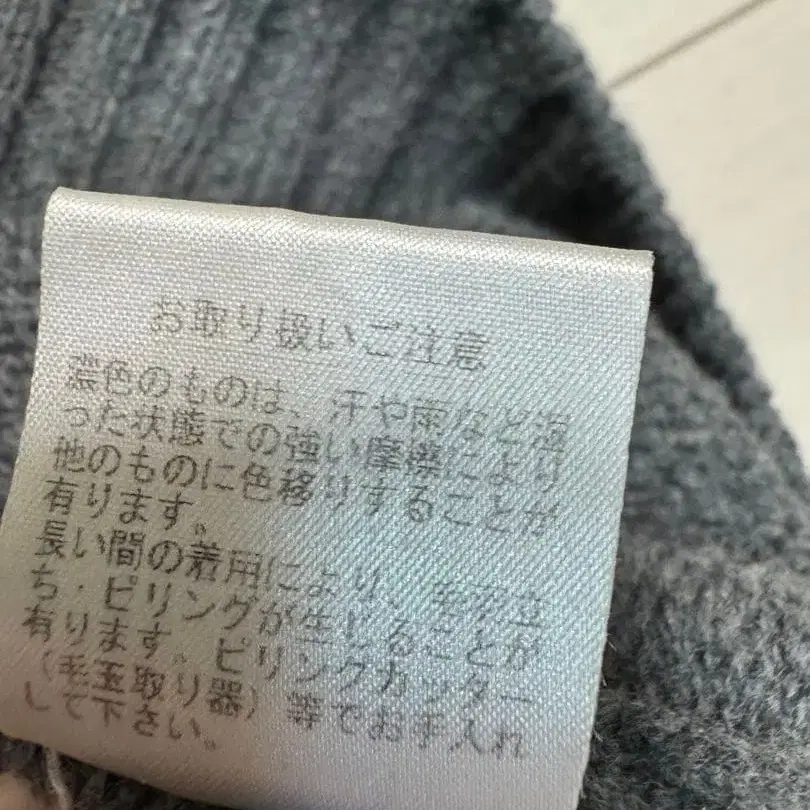 お取り扱いご注意
濃色のものは、汗や雨など湿
った状態での強い摩擦により
他のものに色移りすることが
有ります。
長い間の着用により、毛羽立
ち・ピリングが生じることが
有ります。ピリングカッター
（毛玉取り器）等でお手入れ
して下さい。